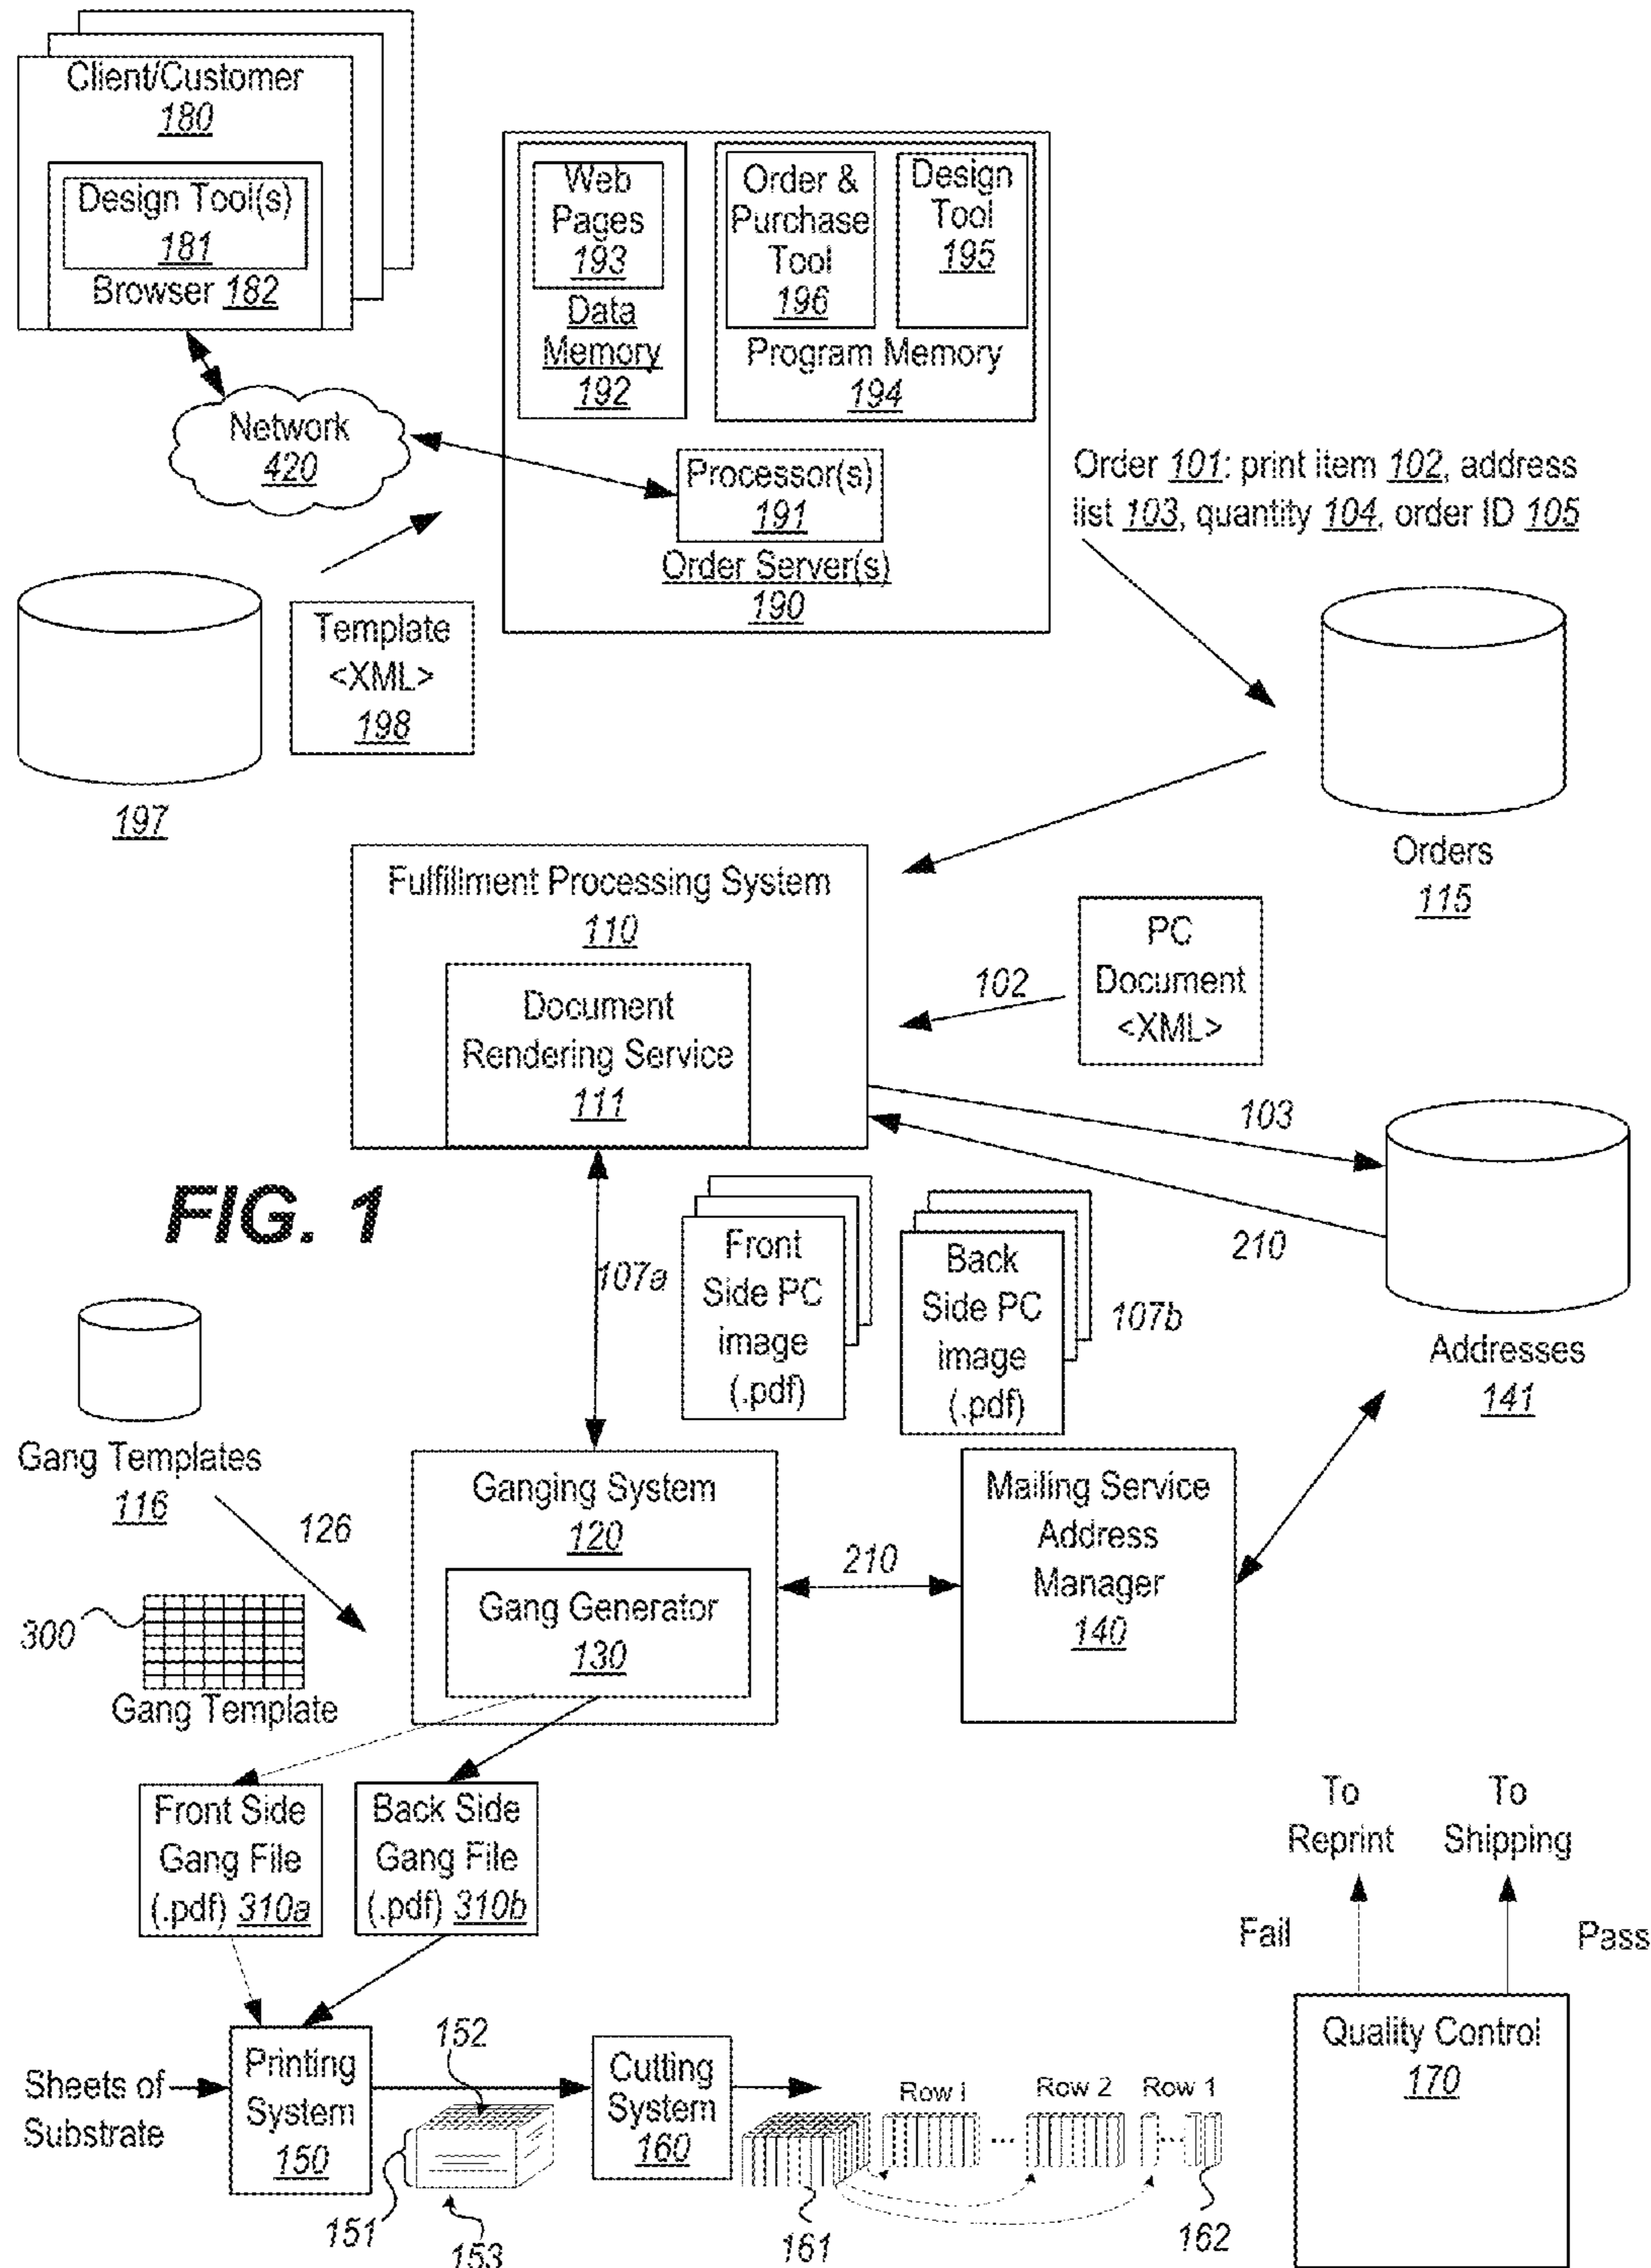 Client/Customer
180
Design Tool(s)
181
Browser 182
Web
Pages
193
Data
Memory
192
Order &
Purchase
Tool
196
Design
Tool
195
Program Memory
194
Network
420
Processor(s)
191
Order Server(s)
190
Order 101: print item 102, address
list 103, quantity 104, order ID 105
Template
<XML>
198
197
Orders
115
Fulfillment Processing System
110
Document
Rendering Service
111
102
PC
Document
<XML>
103
210
FIG. 1
107a
Front
Side PC
image
(.pdf)
Back
Side PC
image
(.pdf)
107b
Addresses
141
Gang Templates
116
126
Ganging System
120
Gang Generator
130
210
Mailing Service
Address
Manager
140
300
Gang Template
Front Side
Gang File
(.pdf) 310a
Back Side
Gang File
(.pdf) 310b
To
Reprint
To
Shipping
Fail
Pass
Quality Control
170
Sheets of
Substrate
Printing
System
150
152
151
153
Cutting
System
160
Row i
...
Row 2
Row 1
...
161
162